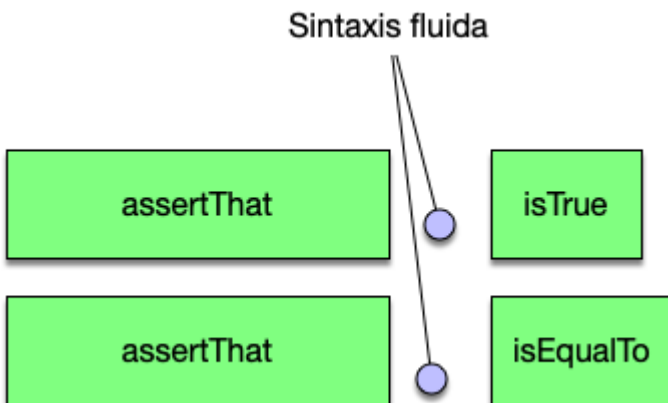 Sintaxis fluida
assertThat
isTrue
assertThat
isEqualTo